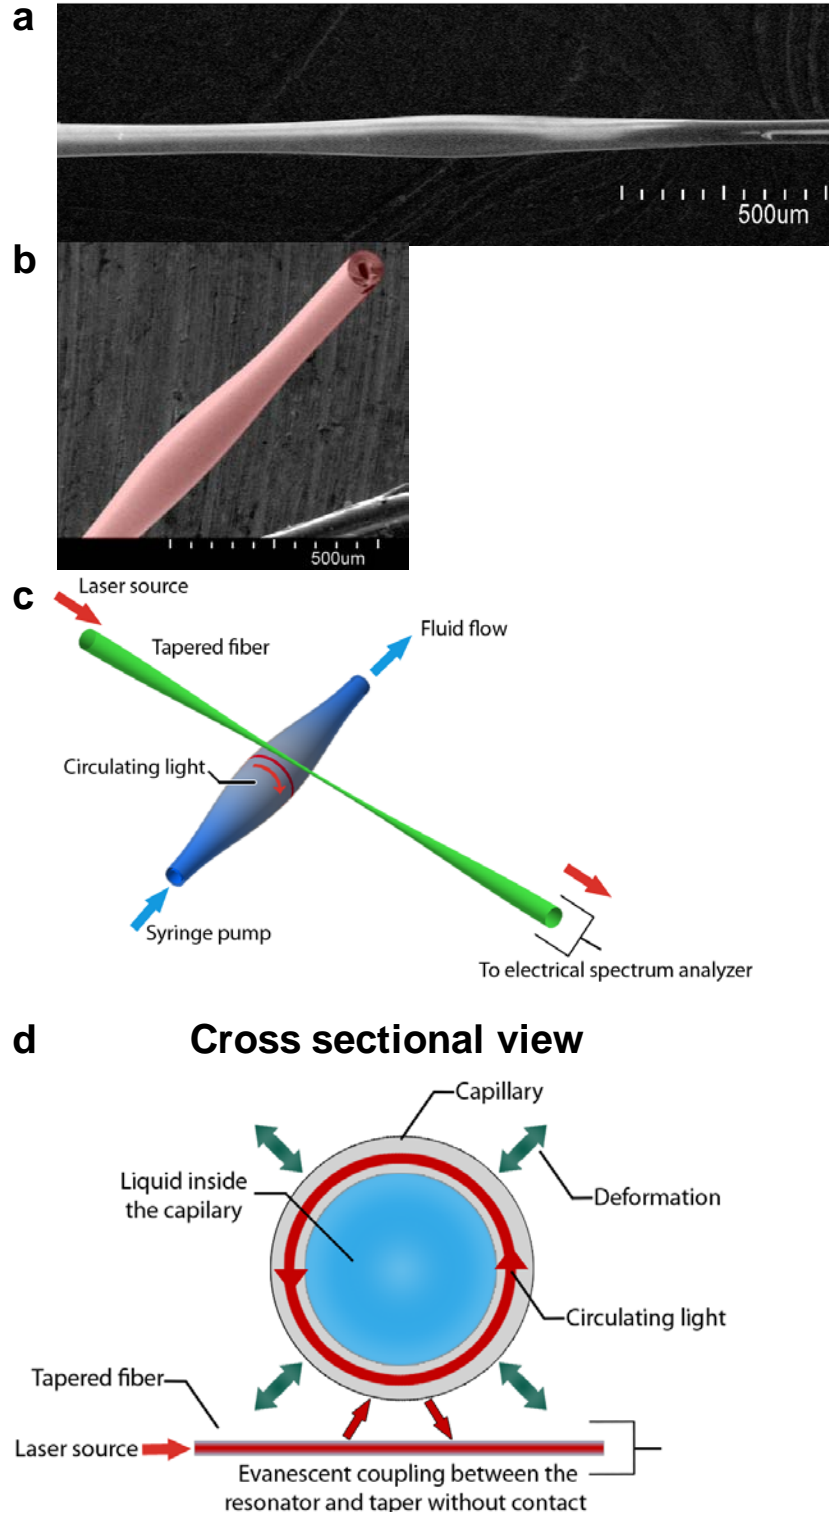 a
500um
b
500um
c
Laser source
Tapered fiber
Fluid flow
Circulating light
Syringe pump
To electrical spectrum analyzer
d
Cross sectional view
Capillary
Liquid inside
the capilary
Deformation
Circulating light
Tapered fiber
Laser source
Evanescent coupling between the
resonator and taper without contact